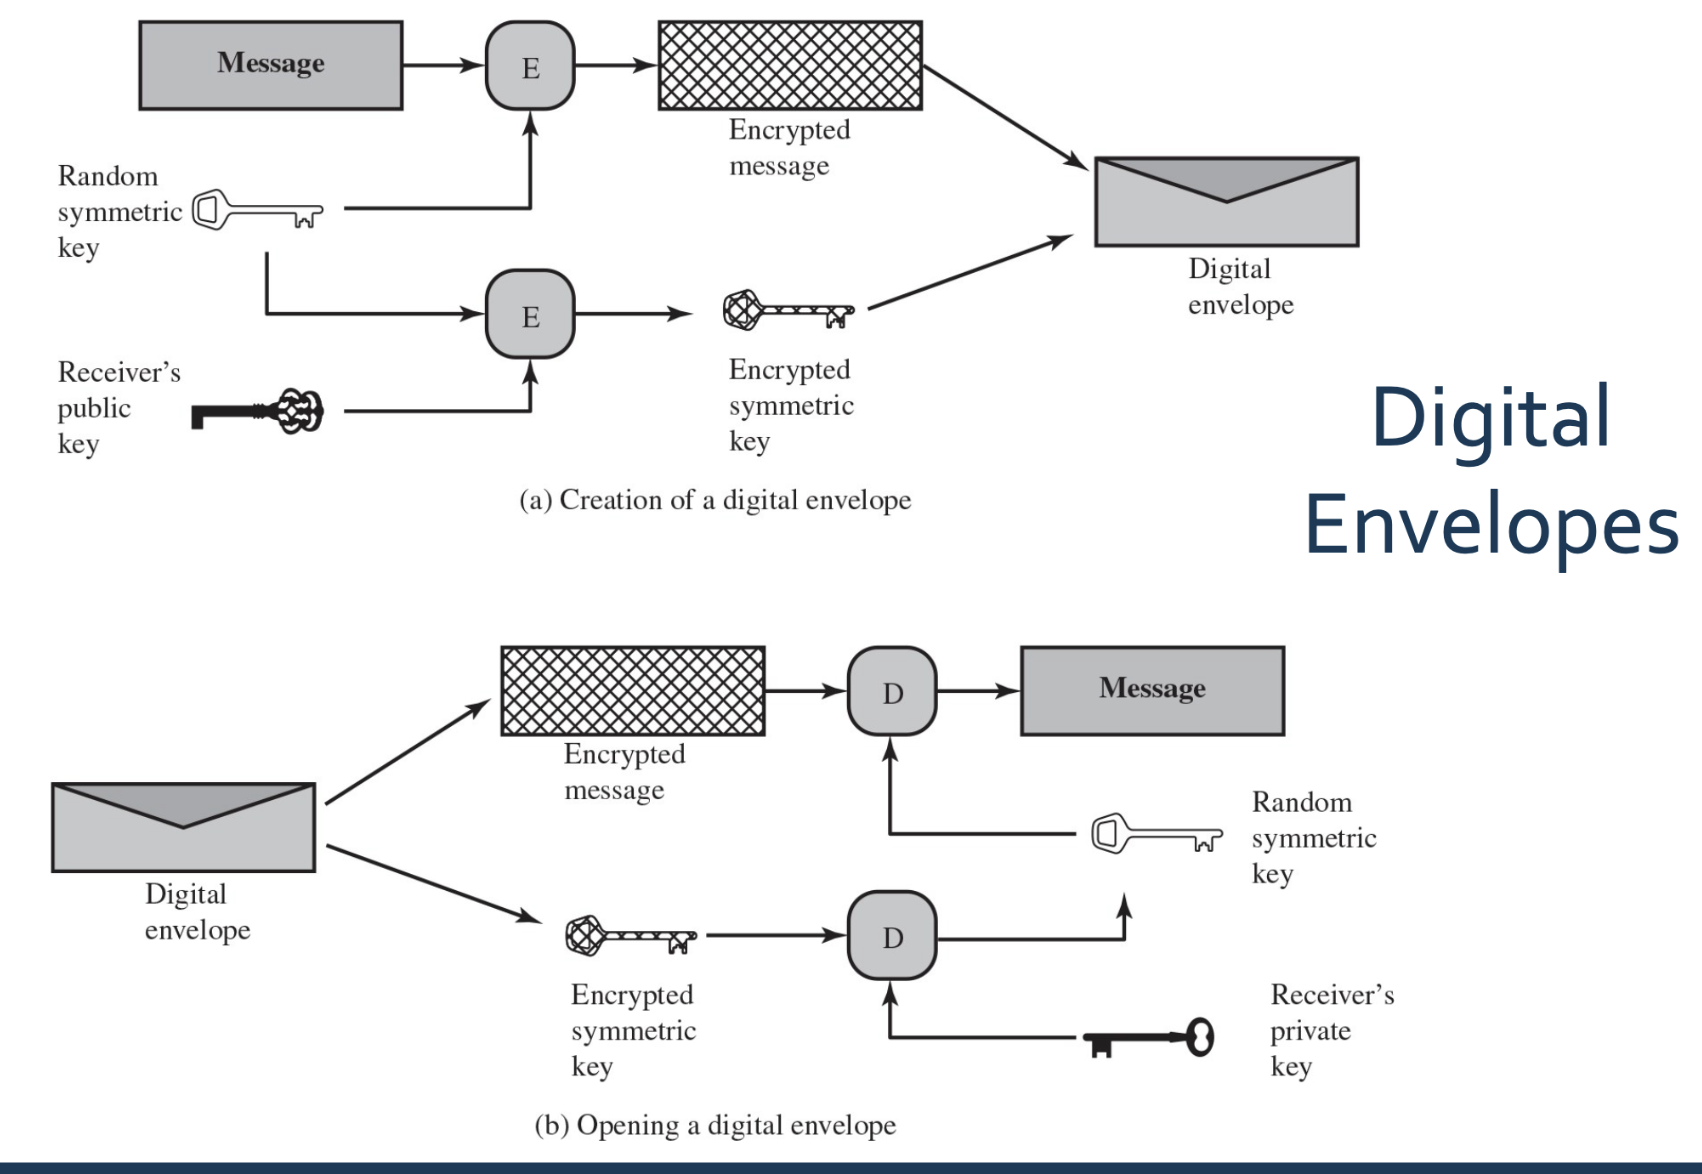 Message
E
Encrypted
message
Random
symmetric
key
Digital
envelope
E
Encrypted
symmetric
key
Receiver’s
public
key
(a) Creation of a digital envelope
Digital
Envelopes
Encrypted
message
D
Message
Digital
envelope
Random
symmetric
key
Encrypted
symmetric
key
D
Receiver’s
private
key
(b) Opening a digital envelope